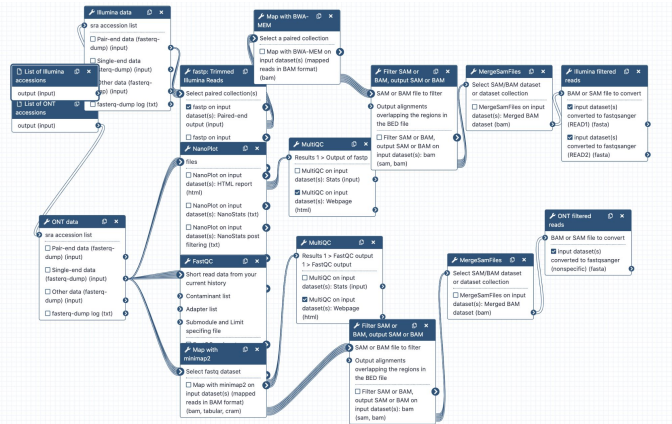 Illumina data
sra accession list
Pair-end data (fasterq-
dump) (input)
Single-end data
(fasterq-dump) (input)
Other data (fasterq-
dump) (input)
fasterq-dump log (txt)
List of Illumina
accessions
output (input)
List of ONT
accessions
output (input)
fastp: Trimmed
Illumina Reads
Select paired collection(s)
fastp on input
dataset(s): Paired-end
output (input)
fastp on input
Map with BWA-
MEM
Select a paired collection
Map with BWA-MEM on
input dataset(s) (mapped
reads in BAM format)
(bam)
Filter SAM or
BAM, output SAM or BAM
SAM or BAM file to filter
Output alignments
overlapping the regions in
the BED file
Filter SAM or BAM,
output SAM or BAM on
input dataset(s): bam
(sam, bam)
MergeSamFiles
Select SAM/BAM dataset
or dataset collection
MergeSamFiles on input
dataset(s): Merged BAM
dataset (bam)
Illumina filtered
reads
BAM or SAM file to convert
input dataset(s)
converted to fastqsanger
(READ1) (fasta)
input dataset(s)
converted to fastqsanger
(READ2) (fasta)
NanoPlot
files
NanoPlot on input
dataset(s): HTML report
(html)
NanoPlot on input
dataset(s): NanoStats (txt)
NanoPlot on input
dataset(s): NanoStats post
filtering (txt)
MultiQC
Results 1 > Output of fastp
MultiQC on input
dataset(s): Stats (input)
MultiQC on input
dataset(s): Webpage
(html)
ONT data
sra accession list
Pair-end data (fasterq-
dump) (input)
Single-end data
(fasterq-dump) (input)
Other data (fasterq-
dump) (input)
fasterq-dump log (txt)
FastQC
Short read data from your
current history
Contaminant list
Adapter list
Submodule and Limit
specifing file
MultiQC
Results 1 > FastQC output
1 > FastQC output
MultiQC on input
dataset(s): Stats (input)
MultiQC on input
dataset(s): Webpage
(html)
Map with
minimap2
Select fastq dataset
Map with minimap2 on
input dataset(s) (mapped
reads in BAM format)
(bam, tabular, cram)
Filter SAM or
BAM, output SAM or BAM
SAM or BAM file to filter
Output alignments
overlapping the regions in
the BED file
Filter SAM or BAM,
output SAM or BAM on
input dataset(s): bam
(sam, bam)
MergeSamFiles
Select SAM/BAM dataset
or dataset collection
MergeSamFiles on input
dataset(s): Merged BAM
dataset (bam)
ONT filtered
reads
BAM or SAM file to convert
input dataset(s)
converted to fastqsanger
(nonspecific) (fasta)